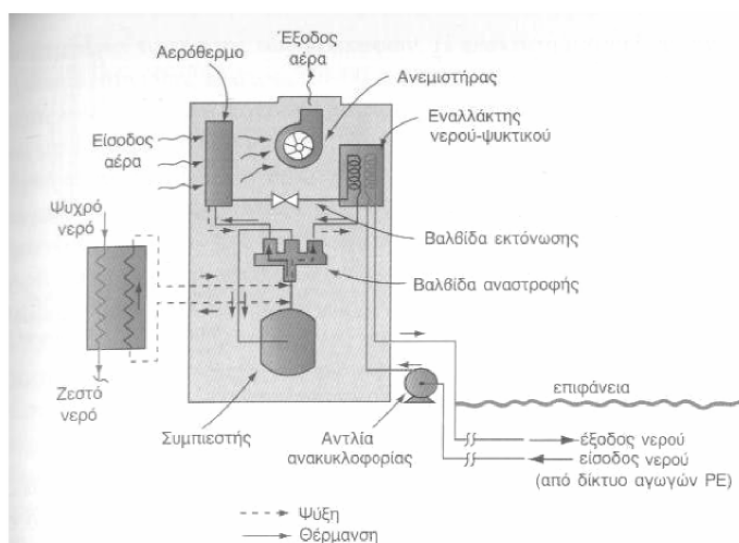 Έξοδος
αέρα
Αερόθερμο
Ανεμιστήρας
Εναλλάκτης
νερού-ψυκτικού
Είσοδος
αέρα
Ψυχρό
νερό
Βαλβίδα εκτόνωσης
Βαλβίδα αναστροφής
Ζεστό
νερό
Συμπιεστής
Αντλία
ανακυκλοφορίας
επιφάνεια
έξοδος νερού
είσοδος νερού
(από δίκτυο αγωγών PE)
Ψύξη
Θέρμανση